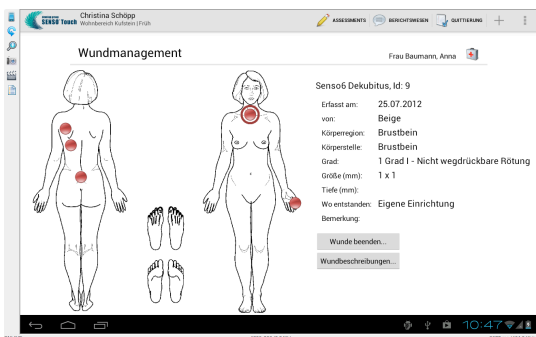 SENSO Touch
Christina Schöpp
Wohnbereich Kufstein | Früh
ASSESSMENTS
BERICHTSWESEN
QUITTIERUNG
Wundmanagement
Frau Baumann, Anna
Senso6 Dekubitus, Id: 9
Erfasst am: 25.07.2012
von: Beige
Körperregion: Brustbein
Körperstelle: Brustbein
Grad: 1 Grad I - Nicht wegdrückbare Rötung
Größe (mm): 1 x 1
Tiefe (mm):
Wo entstanden: Eigene Einrichtung
Bemerkung:
Wunde beenden...
Wundbeschreibungen...
10:47